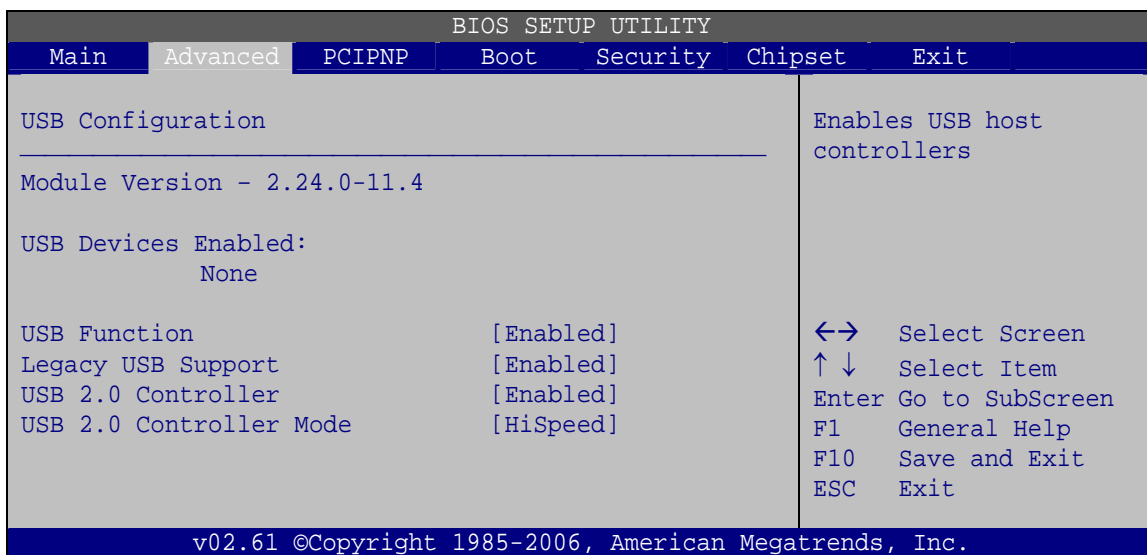 BIOS SETUP UTILITY
Main Advanced PCIPNP Boot Security Chipset Exit
USB Configuration
Module Version – 2.24.0-11.4
USB Devices Enabled:
None
USB Function [Enabled]
Legacy USB Support [Enabled]
USB 2.0 Controller [Enabled]
USB 2.0 Controller Mode [HiSpeed]
Enables USB host
controllers
←→ Select Screen
↑ ↓ Select Item
Enter Go to SubScreen
F1 General Help
F10 Save and Exit
ESC Exit
v02.61 ©Copyright 1985-2006, American Megatrends, Inc.